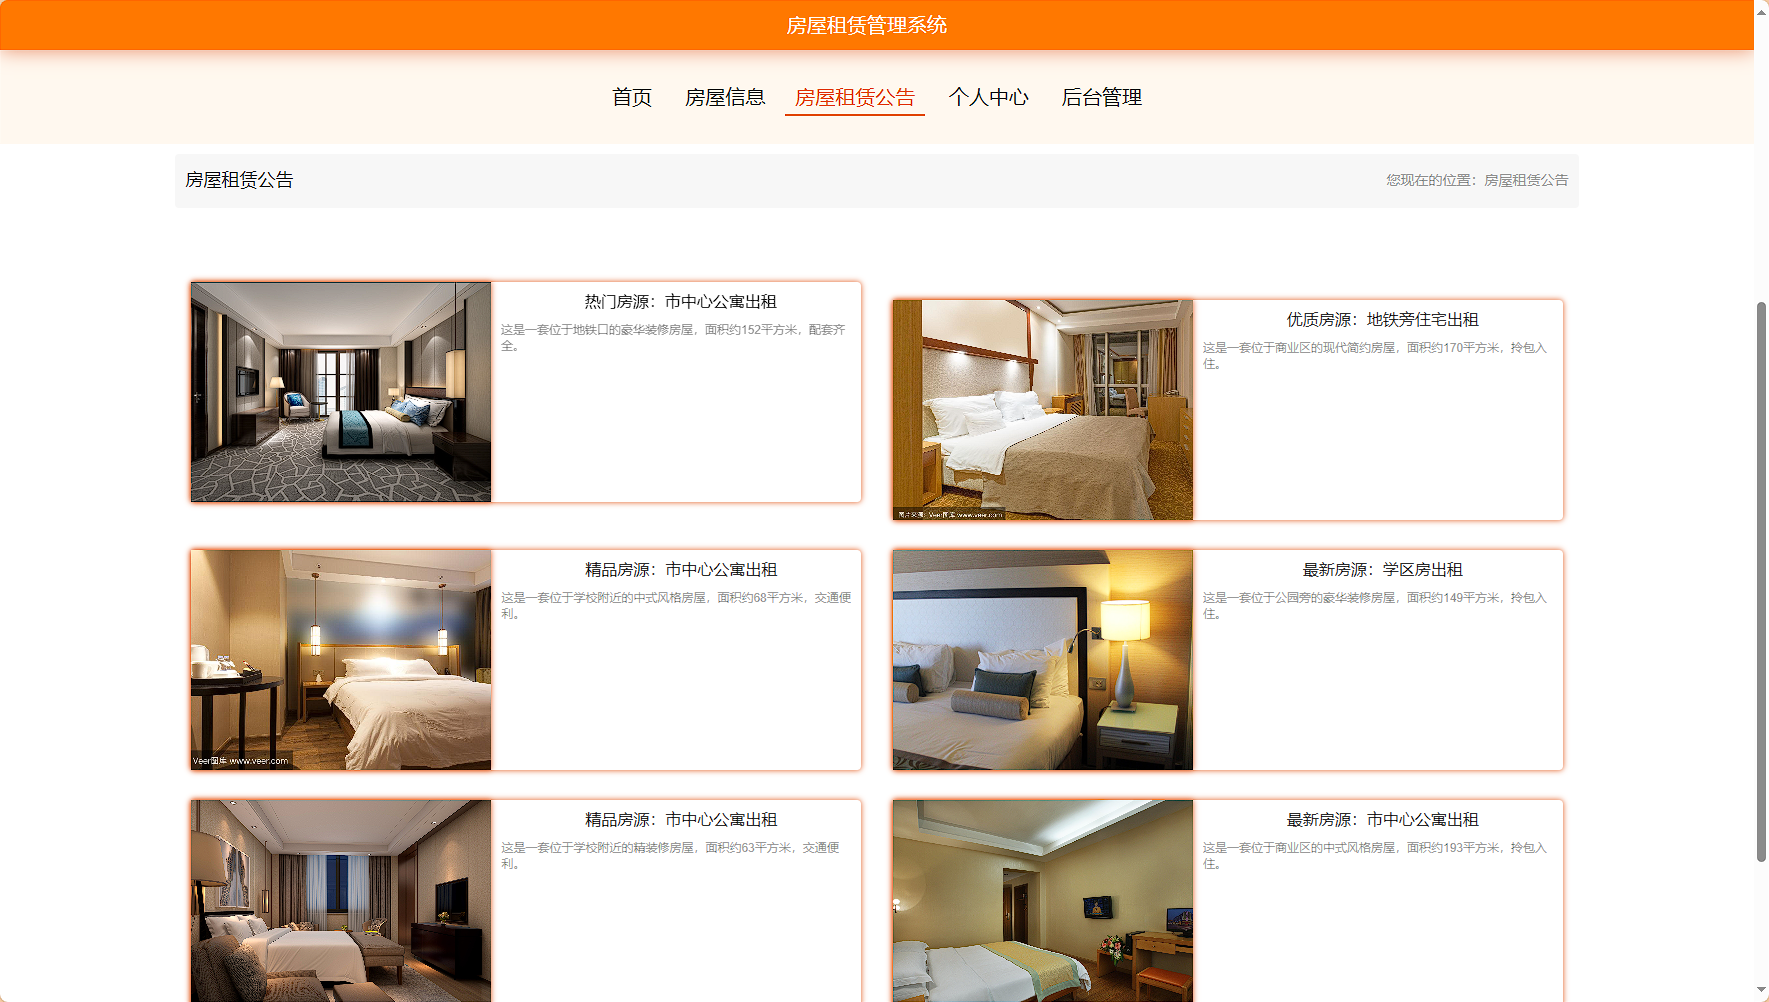 房屋租赁管理系统
首页 房屋信息 房屋租赁公告 个人中心 后台管理
房屋租赁公告
您现在的位置：房屋租赁公告
热门房源：市中心公寓出租
这是一套位于地铁口的豪华装修房屋，面积约152平方米，配套齐
全。
优质房源：地铁旁住宅出租
这是一套位于商业区的现代简约房屋，面积约170平方米，拎包入
住。
图片来源：Veer图库 www.veer.com
精品房源：市中心公寓出租
这是一套位于学校附近的中式风格房屋，面积约68平方米，交通便
利。
Veer图库 www.veer.com
最新房源：学区房出租
这是一套位于公园旁的豪华装修房屋，面积约149平方米，拎包入
住。
精品房源：市中心公寓出租
这是一套位于学校附近的精装修房屋，面积约63平方米，交通便
利。
最新房源：市中心公寓出租
这是一套位于商业区的中式风格房屋，面积约193平方米，拎包入
住。